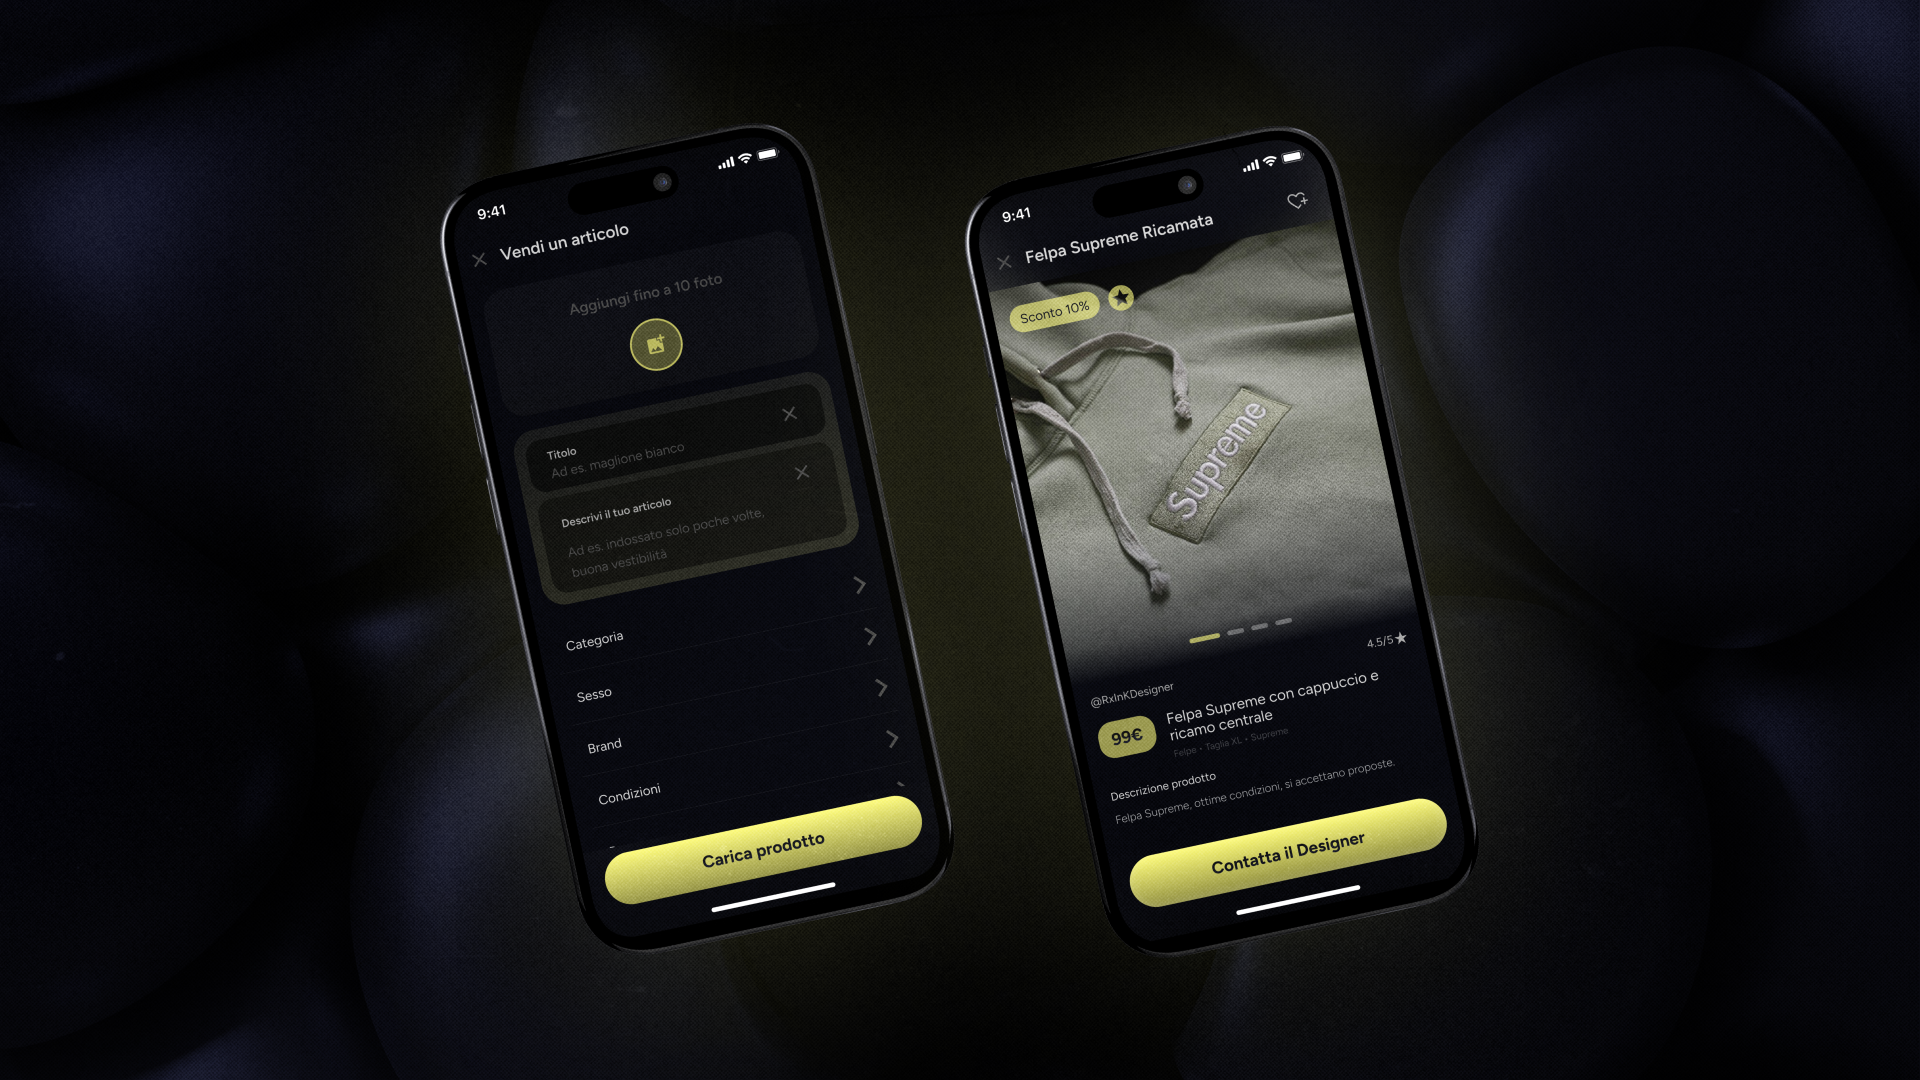 9:41
Vendi un articolo
Aggiungi fino a 10 foto
Titolo
Ad es. maglione bianco
Descrivi il tuo articolo
Ad es. indossato solo poche volte,
buona vestibilità
Categoria
Sesso
Brand
Condizioni
Carica prodotto
9:41
Felpa Supreme Ricamata
Sconto 10%
Supreme
4.5/5
@RxInKDesigner
99€
Felpa Supreme con cappuccio e
ricamo centrale
Felpe • Taglia XL • Supreme
Descrizione prodotto
Felpa Supreme, ottime condizioni, si accettano proposte.
Contatta il Designer